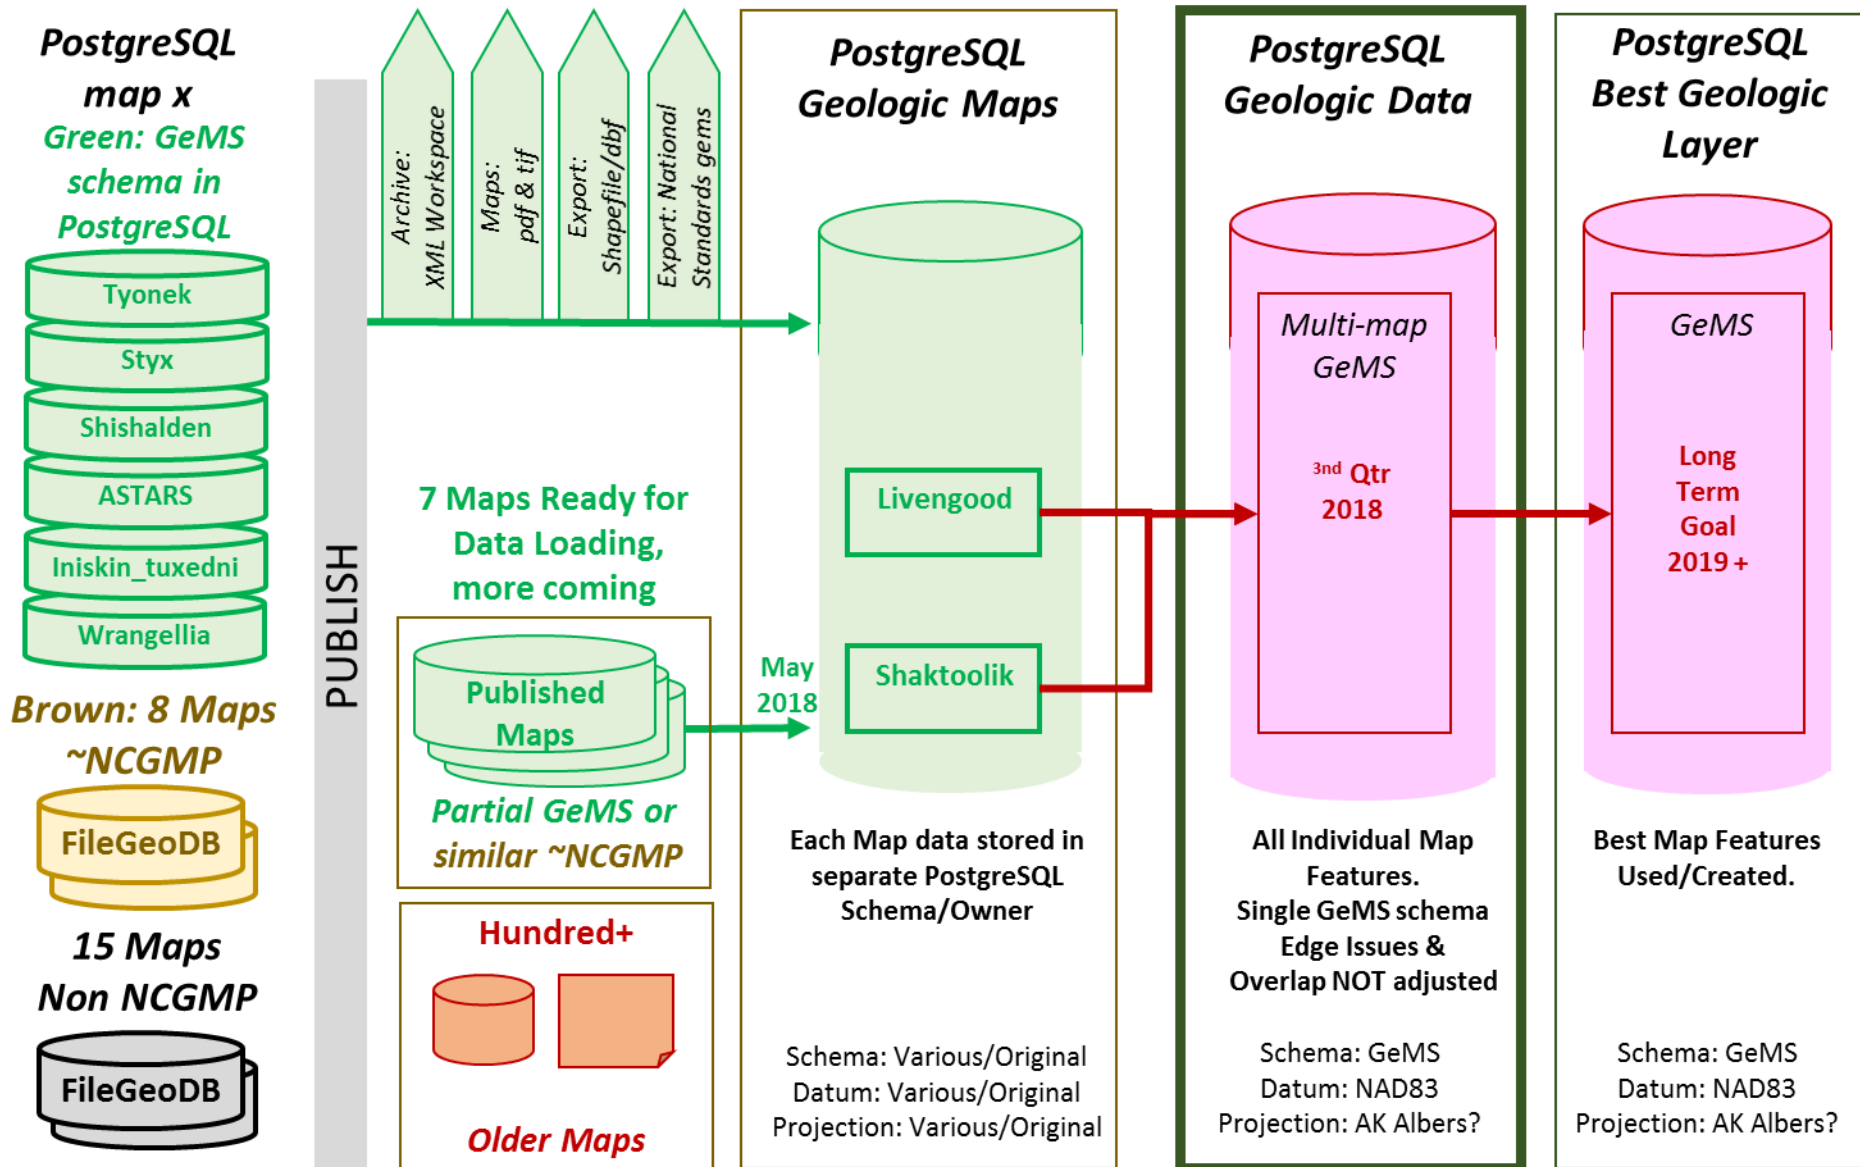 PostgreSQL
map x
Green: GeMS
schema in
PostgreSQL
Tyonek
Styx
Shishalden
ASTARS
Iniskin_tuxedni
Wrangellia
Brown: 8 Maps
~NCGMP
FileGeoDB
15 Maps
Non NCGMP
FileGeoDB
PUBLISH
Archive:
XML Workspace
Maps:
pdf & tif
Export:
Shapefile/dbf
Export: National
Standards gems
7 Maps Ready for
Data Loading,
more coming
Published
Maps
Partial GeMS or
similar ~NCGMP
May
2018
Hundred+
Older Maps
PostgreSQL
Geologic Maps
Livengood
Shaktoolik
Each Map data stored in
separate PostgreSQL
Schema/Owner
Schema: Various/Original
Datum: Various/Original
Projection: Various/Original
PostgreSQL
Geologic Data
Multi-map
GeMS
3nd Qtr
2018
All Individual Map
Features.
Single GeMS schema
Edge Issues &
Overlap NOT adjusted
Schema: GeMS
Datum: NAD83
Projection: AK Albers?
PostgreSQL
Best Geologic
Layer
GeMS
Long
Term
Goal
2019 +
Best Map Features
Used/Created.
Schema: GeMS
Datum: NAD83
Projection: AK Albers?